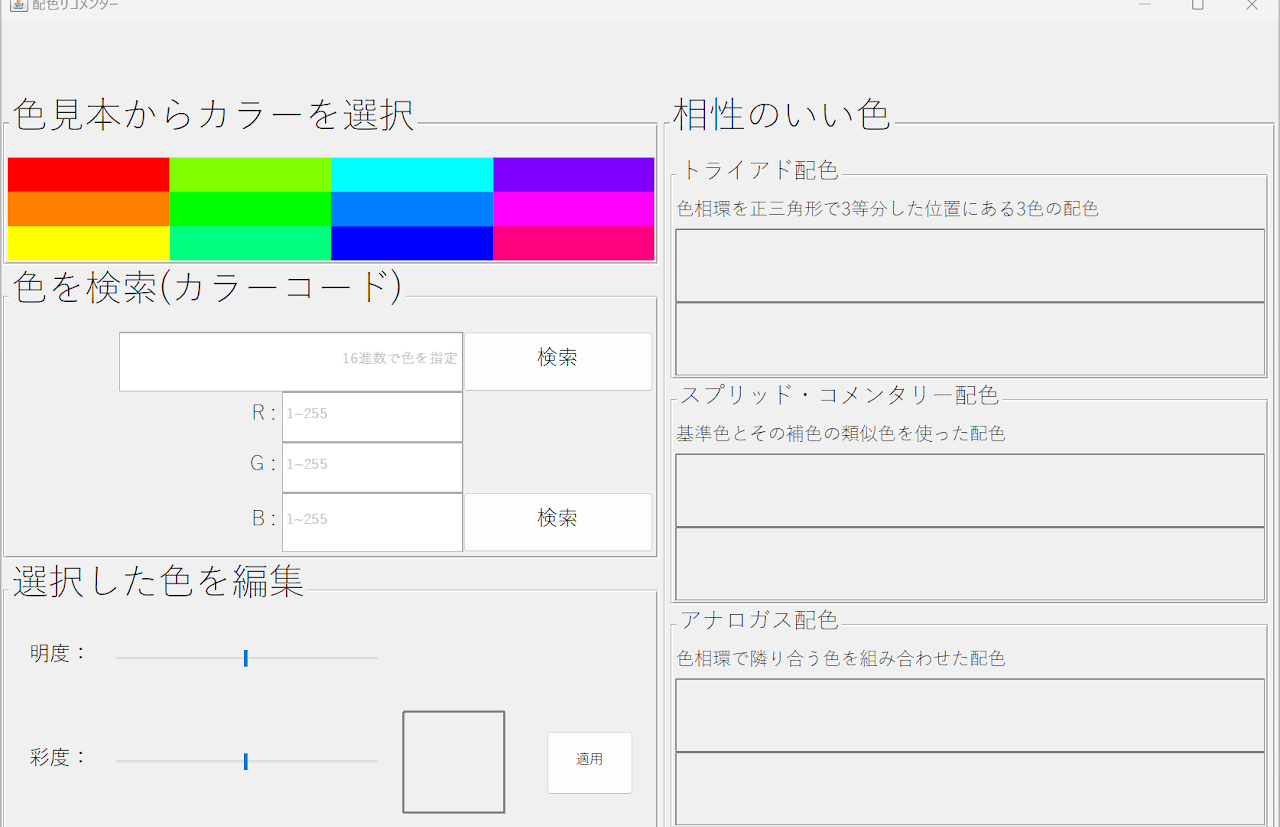 配色リコメンダー
色見本からカラーを選択
色を検索(カラーコード)
16進数で色を指定
検索
R :
1~255
G :
1~255
B :
1~255
検索
選択した色を編集
明度：
彩度：
適用
相性のいい色
トライアド配色
色相環を正三角形で3等分した位置にある3色の配色
スプリッド・コメンタリー配色
基準色とその補色の類似色を使った配色
アナロガス配色
色相環で隣り合う色を組み合わせた配色